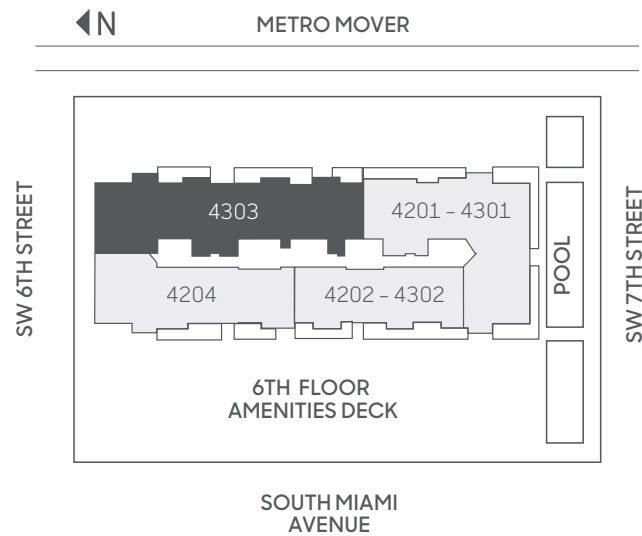 N
METRO MOVER
SW 6TH STREET
4303
4201 – 4301
4204
4202 – 4302
POOL
SW 7TH STREET
6TH FLOOR
AMENITIES DECK
SOUTH MIAMI
AVENUE